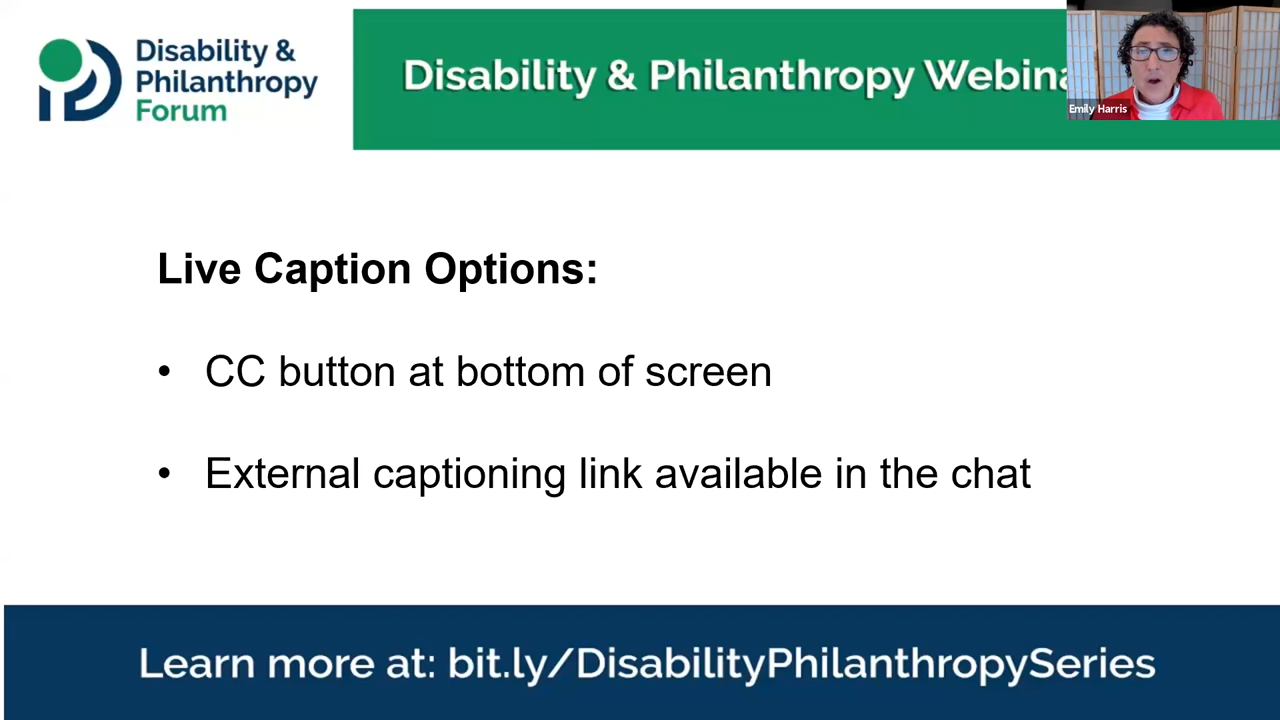 Disability &
Philanthropy
Forum
Disability & Philanthropy Webina
Emily Harris
Live Caption Options:
• CC button at bottom of screen
• External captioning link available in the chat
Learn more at: bit.ly/DisabilityPhilanthropySeries